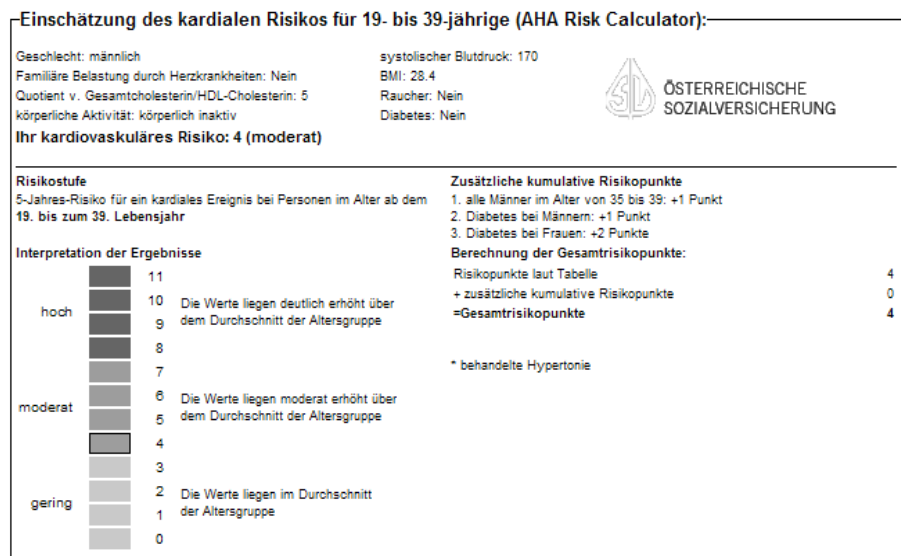 Einschätzung des kardialen Risikos für 19- bis 39-jährige (AHA Risk Calculator):
Geschlecht: männlich
Familiäre Belastung durch Herzkrankheiten: Nein
Quotient v. Gesamtcholesterin/HDL-Cholesterin: 5
körperliche Aktivität: körperlich inaktiv
Ihr kardiovaskuläres Risiko: 4 (moderat)
systolischer Blutdruck: 170
BMI: 28.4
Raucher: Nein
Diabetes: Nein
ÖSTERREICHISCHE
SOZIALVERSICHERUNG
Risikostufe
5-Jahres-Risiko für ein kardiales Ereignis bei Personen im Alter ab dem
19. bis zum 39. Lebensjahr
Interpretation der Ergebnisse
hoch
11
10
9
8
Die Werte liegen deutlich erhöht über
dem Durchschnitt der Altersgruppe
moderat
7
6
5
4
Die Werte liegen moderat erhöht über
dem Durchschnitt der Altersgruppe
gering
3
2
1
0
Die Werte liegen im Durchschnitt
der Altersgruppe
Zusätzliche kumulative Risikopunkte
1. alle Männer im Alter von 35 bis 39: +1 Punkt
2. Diabetes bei Männern: +1 Punkt
3. Diabetes bei Frauen: +2 Punkte
Berechnung der Gesamtrisikopunkte:
Risikopunkte laut Tabelle 4
+ zusätzliche kumulative Risikopunkte 0
=Gesamtrisikopunkte 4
* behandelte Hypertonie